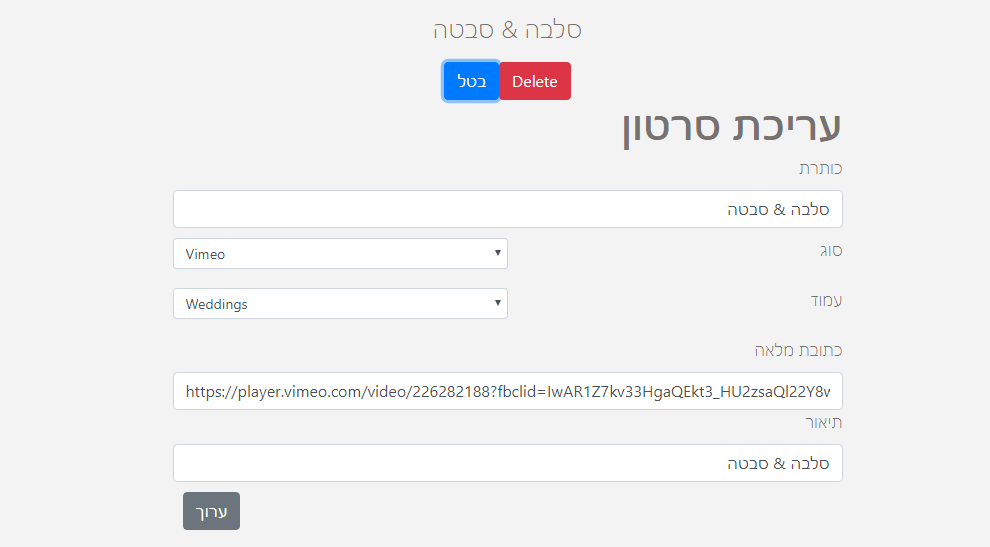 סלבה & סבטה
בטל Delete
עריכת סרטון
כותרת
סלבה & סבטה
סוג
Vimeo
עמוד
Weddings
כתובת מלאה
https://player.vimeo.com/video/226282188?fbclid=IwAR1Z7kv33HgaQEkt3_HU2zsaQl22Y8v
תיאור
סלבה & סבטה
ערוך